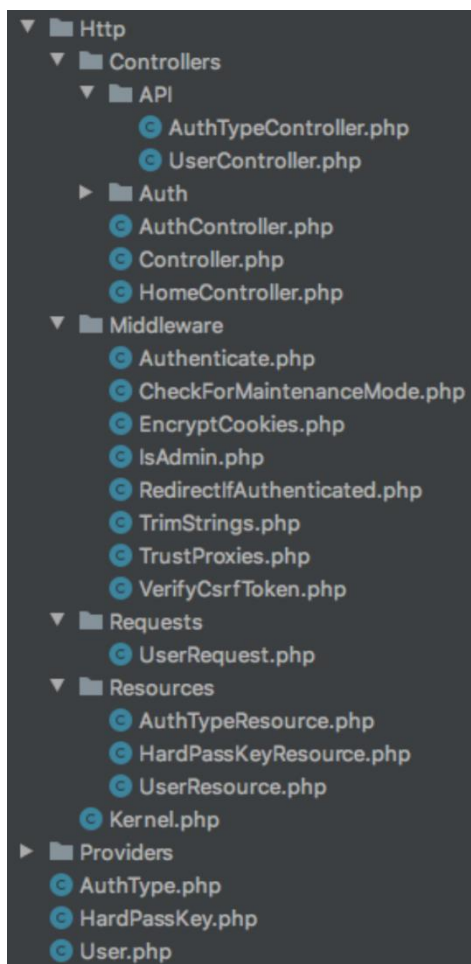 Http
Controllers
API
AuthTypeController.php
UserController.php
Auth
AuthController.php
Controller.php
HomeController.php
Middleware
Authenticate.php
CheckForMaintenanceMode.php
EncryptCookies.php
IsAdmin.php
RedirectIfAuthenticated.php
TrimStrings.php
TrustProxies.php
VerifyCsrfToken.php
Requests
UserRequest.php
Resources
AuthTypeResource.php
HardPassKeyResource.php
UserResource.php
Kernel.php
Providers
AuthType.php
HardPassKey.php
User.php